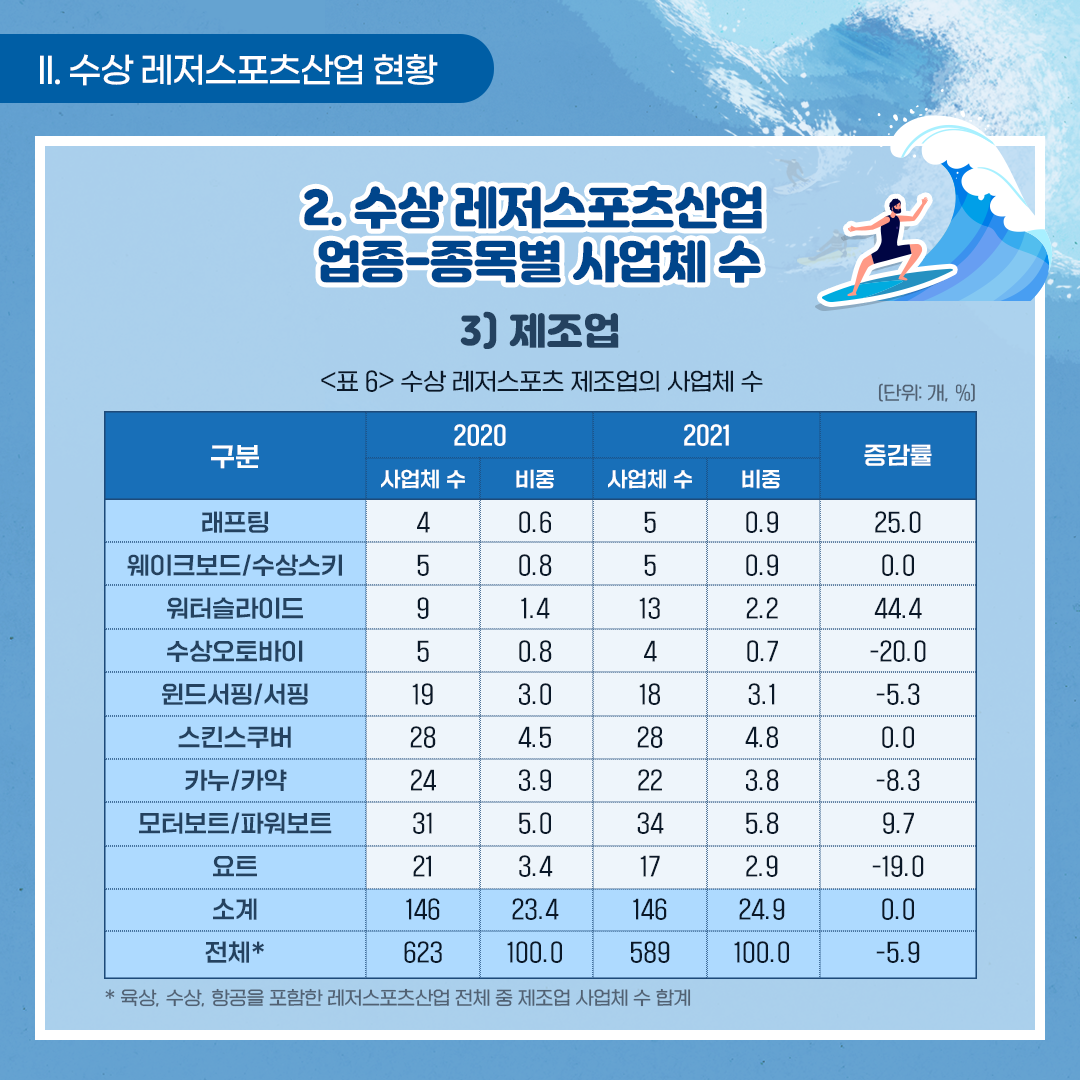 II. 수상 레저스포츠산업 현황
2. 수상 레저스포츠산업
업종-종목별 사업체 수
3) 제조업
<표 6> 수상 레저스포츠 제조업의 사업체 수
(단위: 개, %)
구분 2020 2021 증감률
사업체 수 비중 사업체 수 비중
래프팅 4 0.6 5 0.9 25.0
웨이크보드/수상스키 5 0.8 5 0.9 0.0
워터슬라이드 9 1.4 13 2.2 44.4
수상오토바이 5 0.8 4 0.7 -20.0
윈드서핑/서핑 19 3.0 18 3.1 -5.3
스킨스쿠버 28 4.5 28 4.8 0.0
카누/카약 24 3.9 22 3.8 -8.3
모터보트/파워보트 31 5.0 34 5.8 9.7
요트 21 3.4 17 2.9 -19.0
소계 146 23.4 146 24.9 0.0
전체* 623 100.0 589 100.0 -5.9
* 육상, 수상, 항공을 포함한 레저스포츠산업 전체 중 제조업 사업체 수 합계